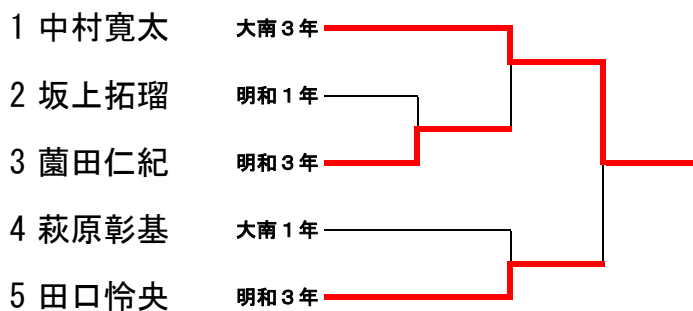 1 中村寛太 大南３年
2 坂上拓瑠 明和１年
3 薗田仁紀 明和３年
4 萩原彰基 大南１年
5 田口怜央 明和３年